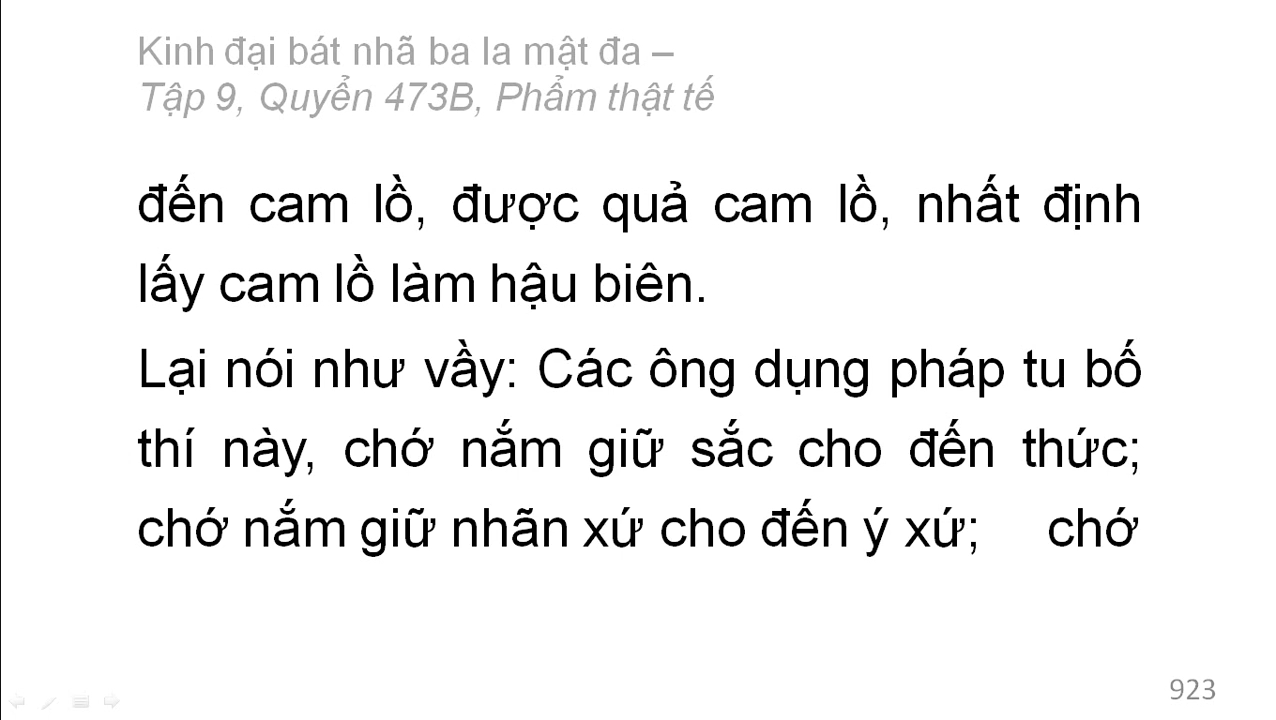 Kinh đại bát nhã ba la mật đa –
Tập 9, Quyển 473B, Phẩm thật tế
đến cam lồ, được quả cam lồ, nhất định
lấy cam lồ làm hậu biên.
Lại nói như vầy: Các ông dụng pháp tu bố
thí này, chớ nắm giữ sắc cho đến thức;
chớ nắm giữ nhãn xứ cho đến ý xứ; chớ
923